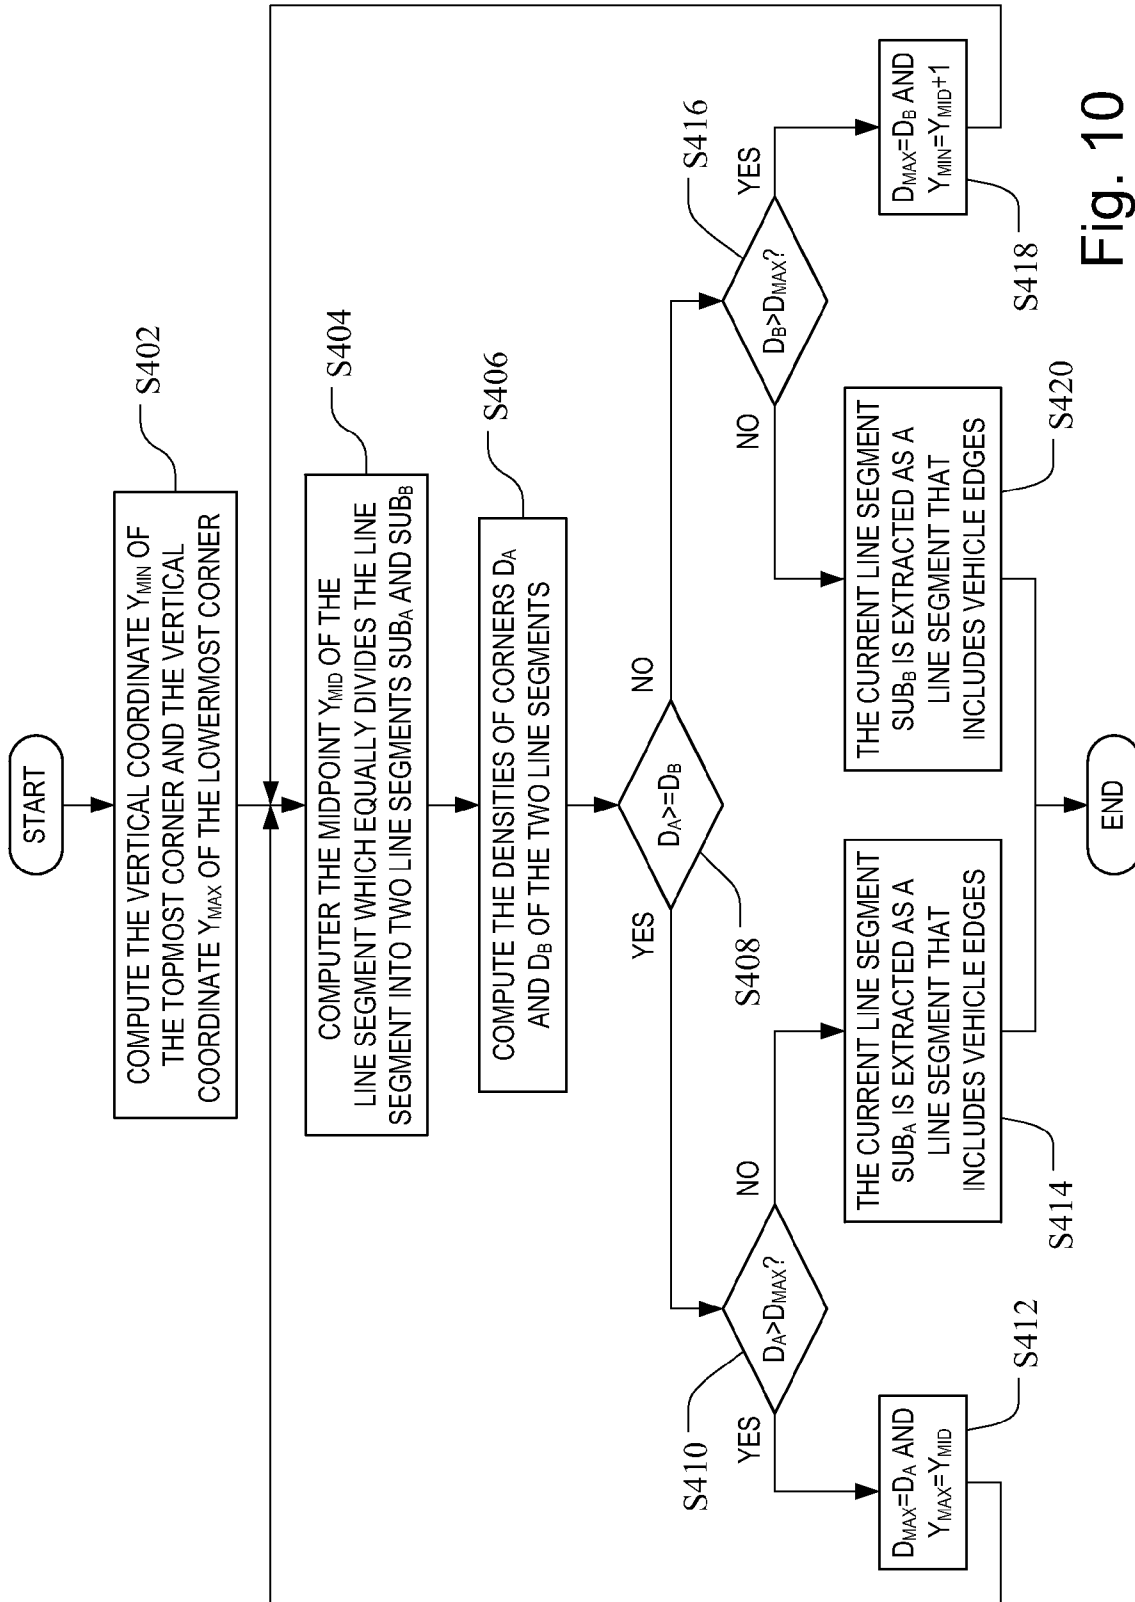 START
COMPUTE THE VERTICAL COORDINATE YMIN OF
THE TOPMOST CORNER AND THE VERTICAL
COORDINATE YMAX OF THE LOWERMOST CORNER
S402
COMPUTER THE MIDPOINT YMID OF THE
LINE SEGMENT WHICH EQUALLY DIVIDES THE LINE
SEGMENT INTO TWO LINE SEGMENTS SUBA AND SUBB
S404
COMPUTE THE DENSITIES OF CORNERS DA
AND DB OF THE TWO LINE SEGMENTS
S406
DA>=DB
S408
YES
NO
DA>DMAX?
S410
YES
NO
DB>DMAX?
S416
NO
YES
DMAX=DA AND
YMAX=YMID
S412
THE CURRENT LINE SEGMENT
SUBA IS EXTRACTED AS A
LINE SEGMENT THAT
INCLUDES VEHICLE EDGES
S414
THE CURRENT LINE SEGMENT
SUBB IS EXTRACTED AS A
LINE SEGMENT THAT
INCLUDES VEHICLE EDGES
S420
DMAX=DB AND
YMIN=YMID+1
S418
END
Fig. 10